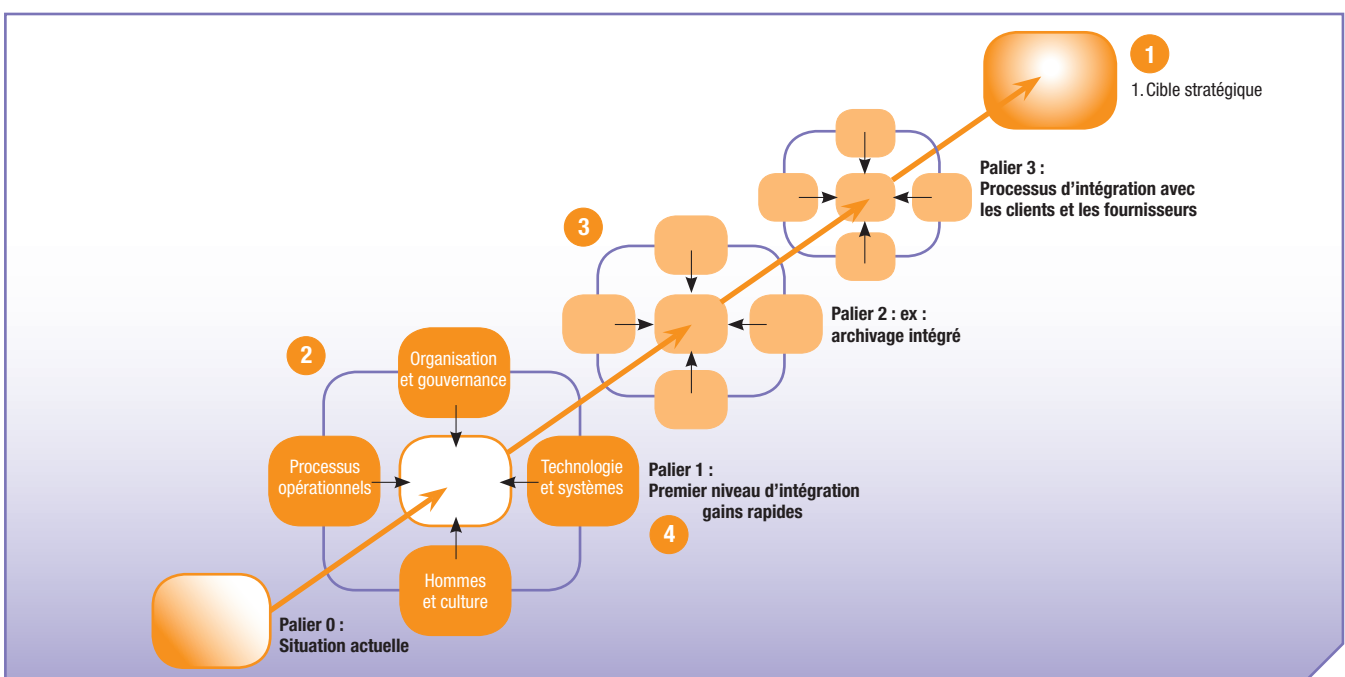 1
1. Cible stratégique
Palier 3 :
Processus d'intégration avec
les clients et les fournisseurs
3
Palier 2 : ex :
archivage intégré
2
Organisation
et gouvernance
Processus
opérationnels
Technologie
et systèmes
Palier 1 :
Premier niveau d'intégration
gains rapides
4
Hommes
et culture
Palier 0 :
Situation actuelle